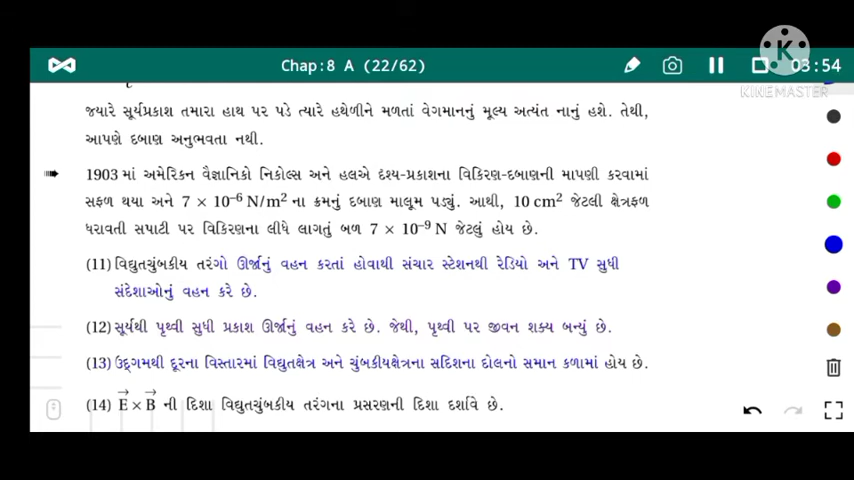 Chap:8 A (22/62)
03:54
KINEMASTER
જ્યારે સૂર્યપ્રકાશ તમારા હાથ પર પડે ત્યારે હથેળીને મળતાં વેગમાનનું મૂલ્ય અત્યંત નાનું હશે. તેથી,
આપણે દબાણ અનુભવતા નથી.
➠ 1903 માં અમેરિકન વૈજ્ઞાનિકો નિકોલ્સ અને હલએ દૃશ્ય-પ્રકાશના વિકિરણ-દબાણની માપણી કરવામાં
સફળ થયા અને 7 × 10⁻⁶ N/m² ના ક્રમનું દબાણ માલૂમ પડ્યું. આથી, 10 cm² જેટલી ક્ષેત્રફળ
ધરાવતી સપાટી પર વિકિરણના લીધે લાગતું બળ 7 × 10⁻⁹ N જેટલું હોય છે.
(11) વિદ્યુતચુંબકીય તરંગો ઊર્જાનું વહન કરતાં હોવાથી સંચાર સ્ટેશનથી રેડિયો અને TV સુધી
સંદેશાઓનું વહન કરે છે.
(12) સૂર્યથી પૃથ્વી સુધી પ્રકાશ ઊર્જાનું વહન કરે છે. જેથી, પૃથ્વી પર જીવન શક્ય બન્યું છે.
(13) ઉદ્દગમથી દૂરના વિસ્તારમાં વિદ્યુતક્ષેત્ર અને ચુંબકીયક્ષેત્રના સદિશના દોલનો સમાન કળામાં હોય છે.
(14) E⃗ × B⃗ ની દિશા વિદ્યુતચુંબકીય તરંગના પ્રસરણની દિશા દર્શાવે છે.